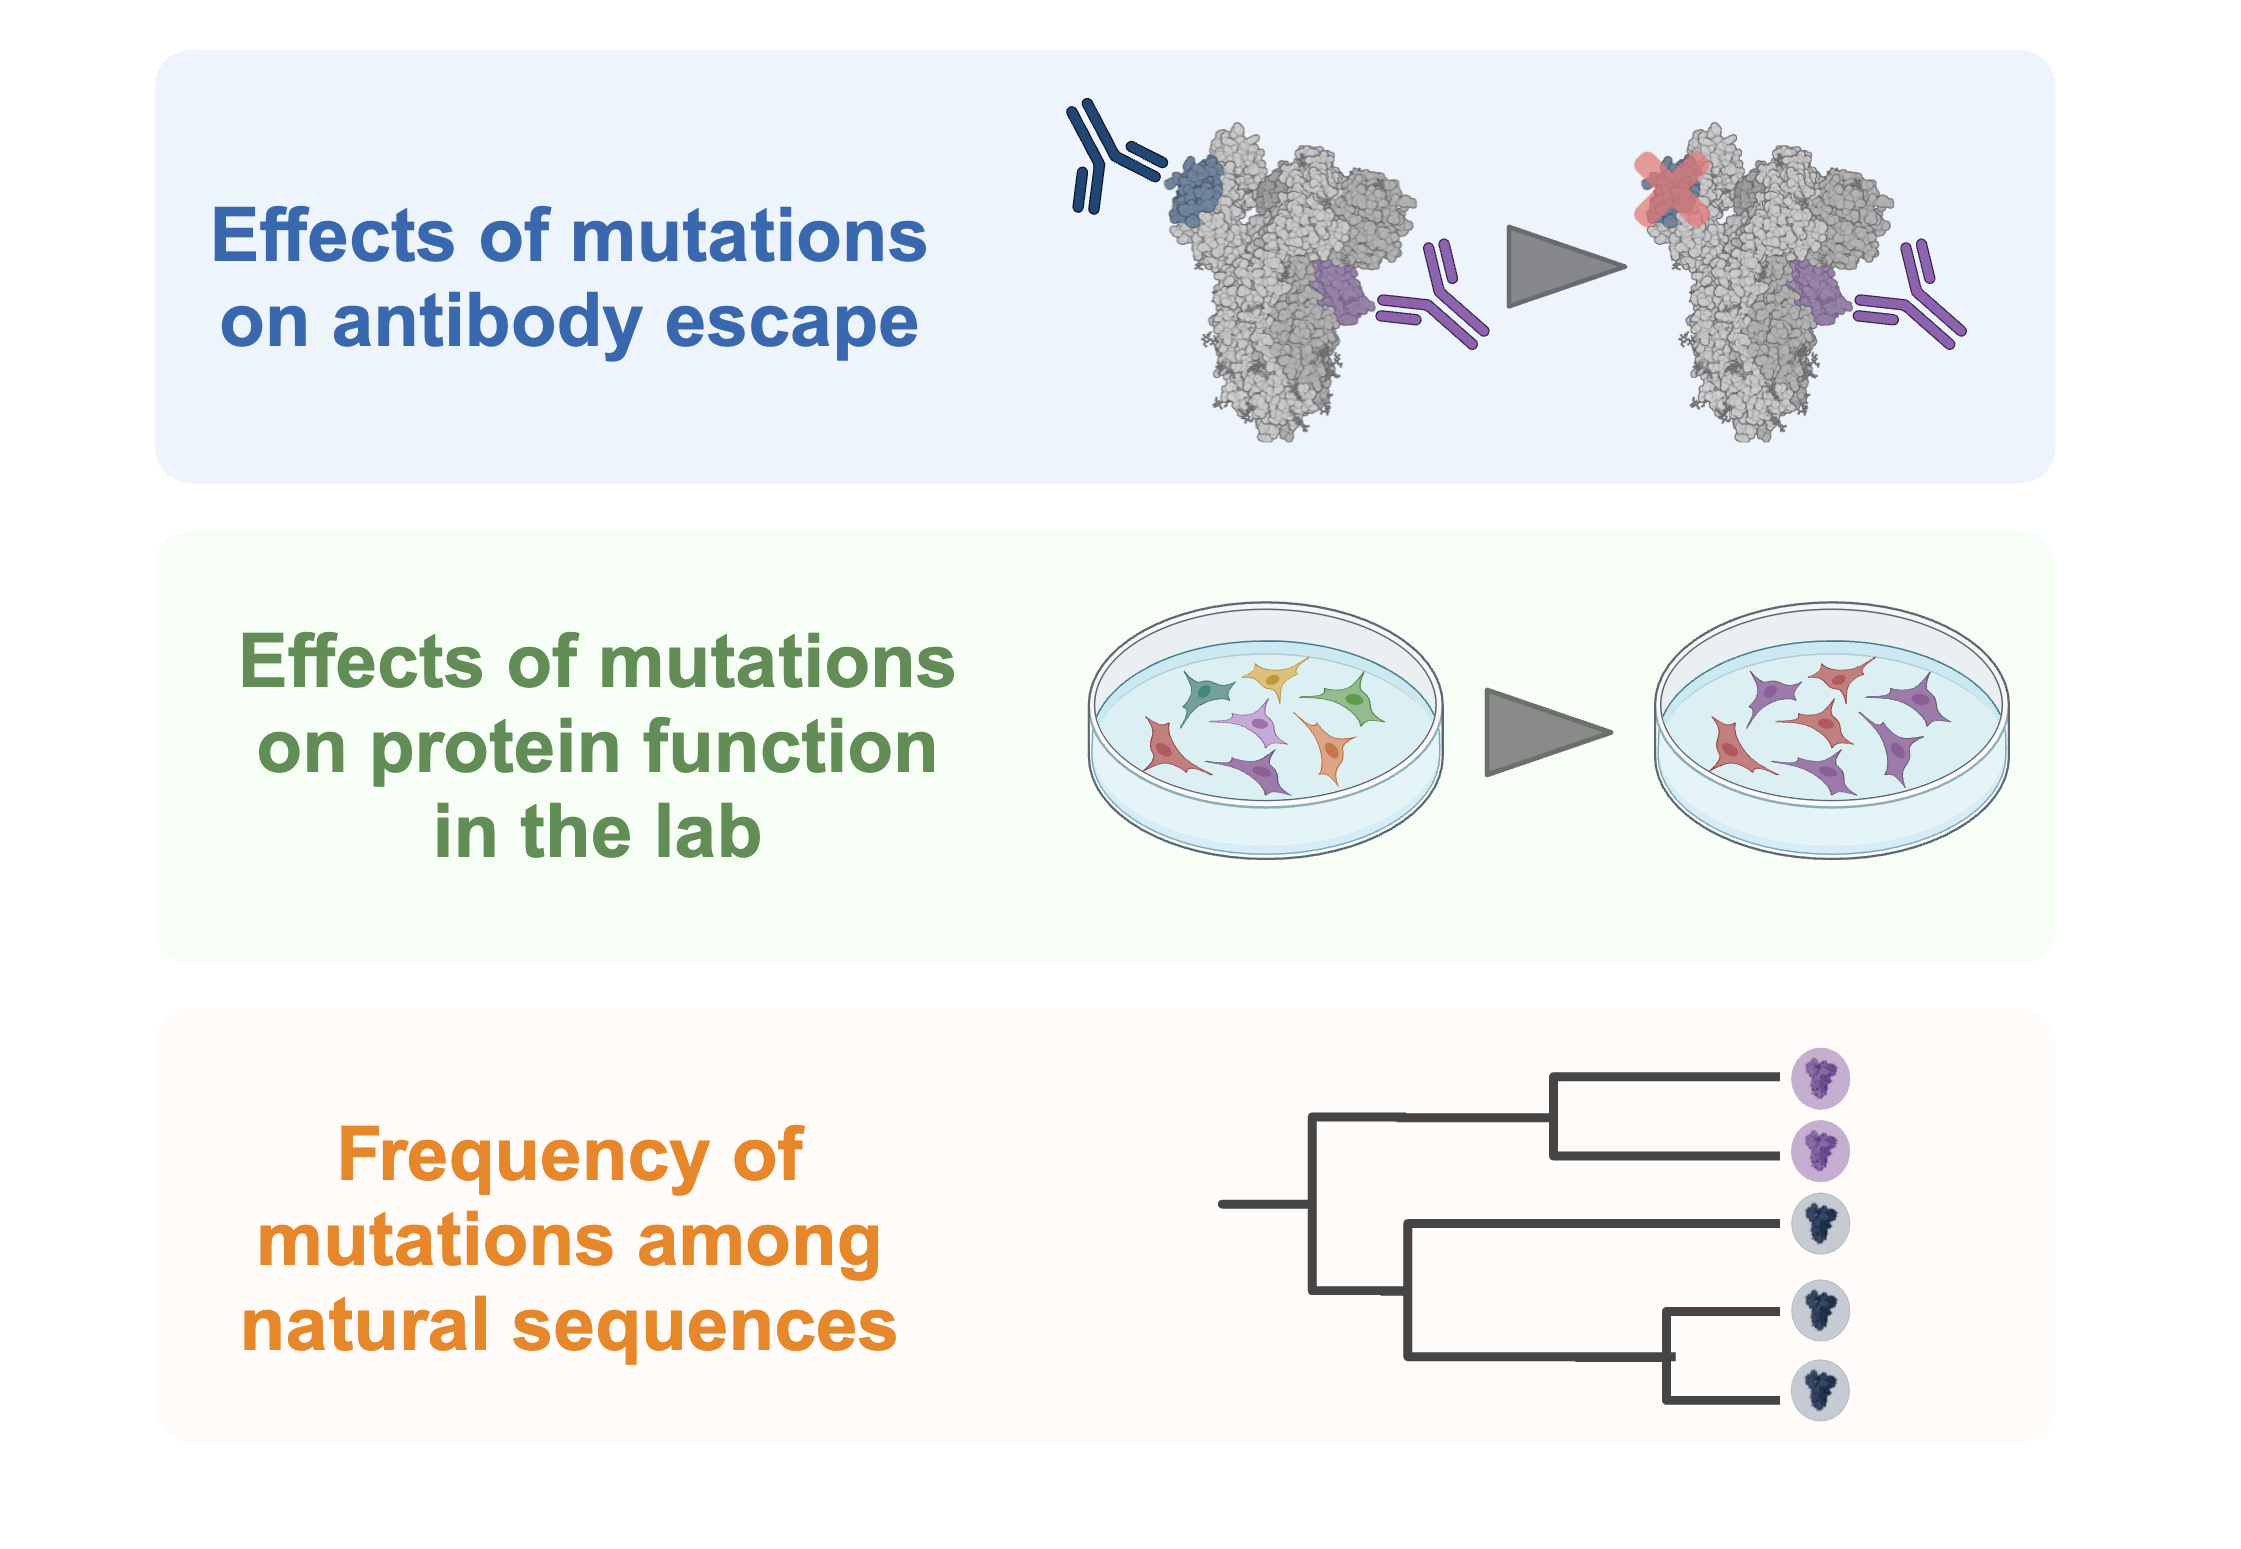 Effects of mutations
on antibody escape
Effects of mutations
on protein function
in the lab
Frequency of
mutations among
natural sequences